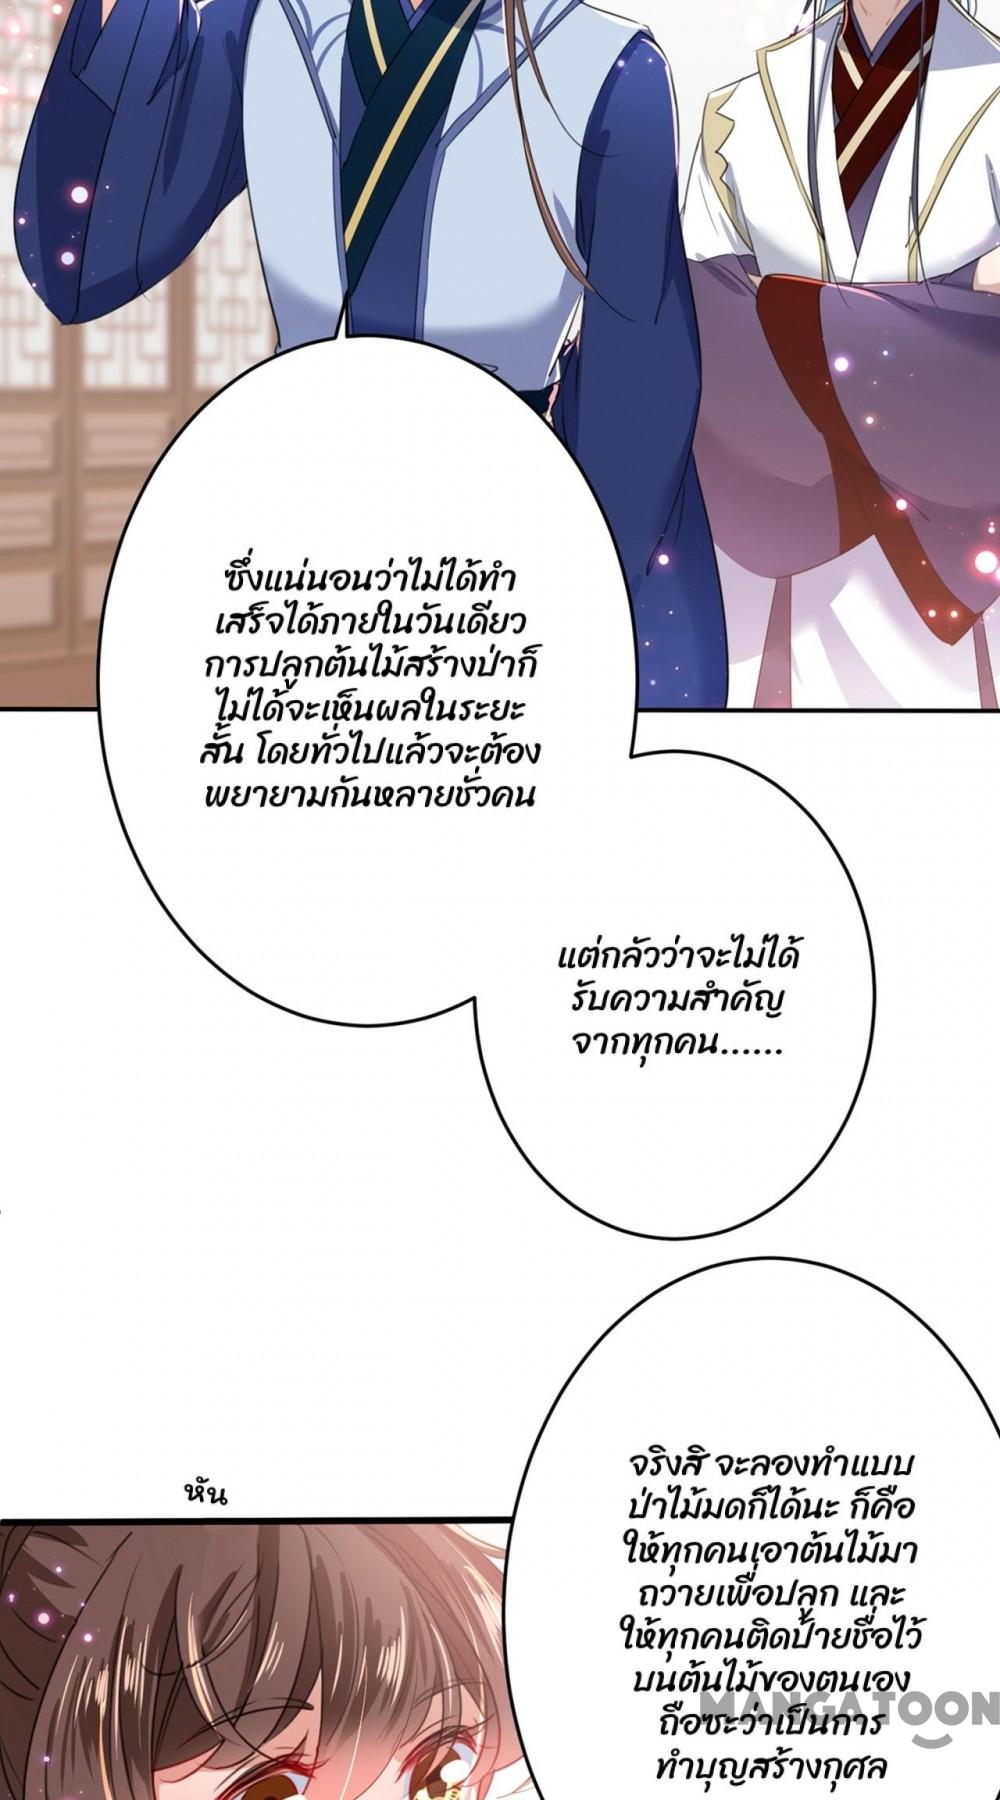 ซึ่งแน่นอนว่าไม่ได้ทำ
เสร็จได้ภายในวันเดียว
การปลูกต้นไม้สร้างป่าก็
ไม่ได้จะเห็นผลในระยะ
สั้น โดยทั่วไปแล้วจะต้อง
พยายามกันหลายชั่วคน
แต่กลัวว่าจะไม่ได้
รับความสำคัญ
จากทุกคน......
จริงสิ จะลองทำแบบ
ป่าไม้มดก็ได้นะ ก็คือ
ให้ทุกคนเอาต้นไม้มา
ถวายเพื่อปลูก และ
ให้ทุกคนติดป้ายชื่อไว้
บนต้นไม้ของตนเอง
ถือซะว่าเป็นการ
ทำบุญสร้างกุศล
หัน
MANGATOON